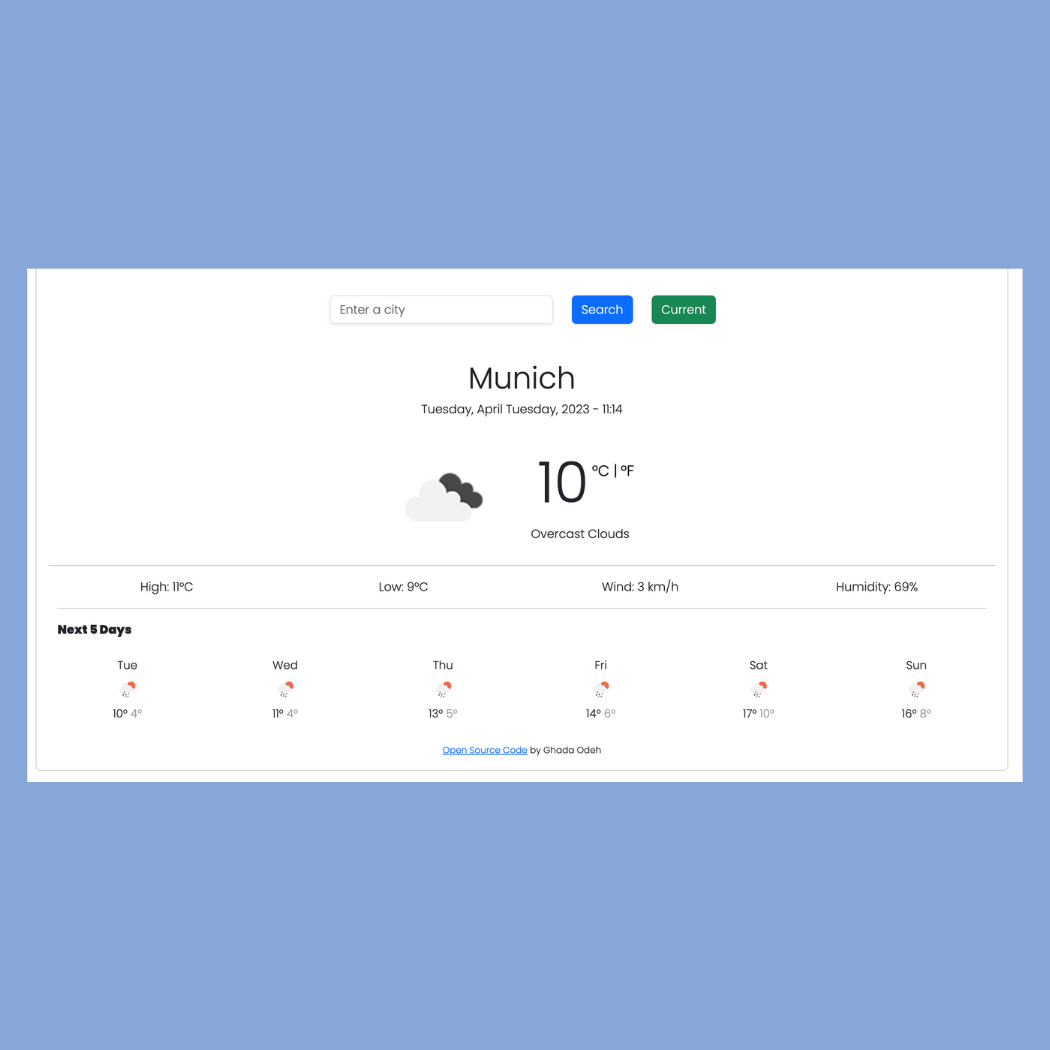 Enter a city Search Current
Munich
Tuesday, April Tuesday, 2023 - 11:14
10 °C | °F
Overcast Clouds
High: 11°C Low: 9°C Wind: 3 km/h Humidity: 69%
Next 5 Days
Tue Wed Thu Fri Sat Sun
10° 4° 11° 4° 13° 5° 14° 6° 17° 10° 16° 8°
Open Source Code by Ghada Odeh